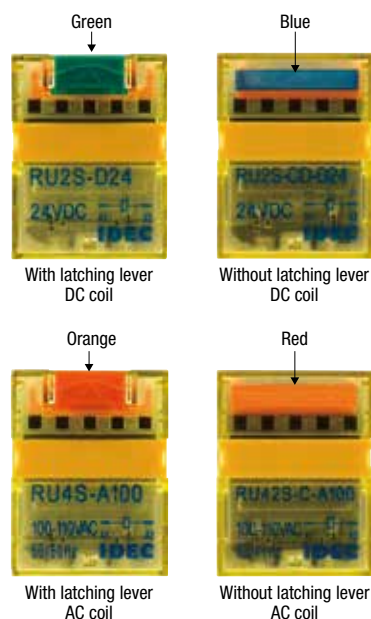 Green
Blue
RU2S-D24
24VDC
IDEC
RU2S-CD-D24
24VDC
IDEC
With latching lever
DC coil
Without latching lever
DC coil
Orange
Red
RU4S-A100
100-110VAC
50/60Hz
IDEC
RU42S-C-A100
100-110VAC
50/60Hz
IDEC
With latching lever
AC coil
Without latching lever
AC coil